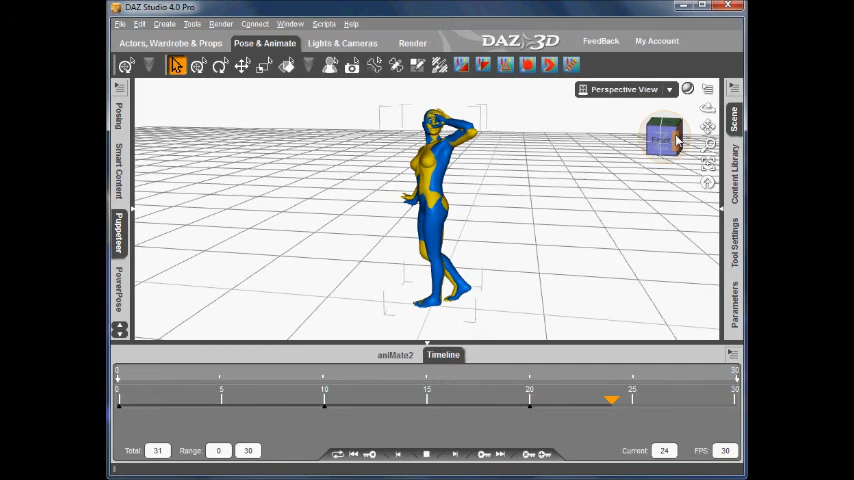 DAZ Studio 4.0 Pro
File Edit Create Tools Render Connect Window Scripts Help
Actors, Wardrobe & Props Pose & Animate Lights & Cameras Render DAZ 3D FeedBack My Account
Perspective View
Front
Posing
Smart Content
Puppeteer
PowerPose
Scene
Content Library
Tool Settings
Parameters
aniMate2 Timeline
0 30
0 5 10 15 20 25 30
Total: 31 Range 0 30 Current: 24 FPS: 30